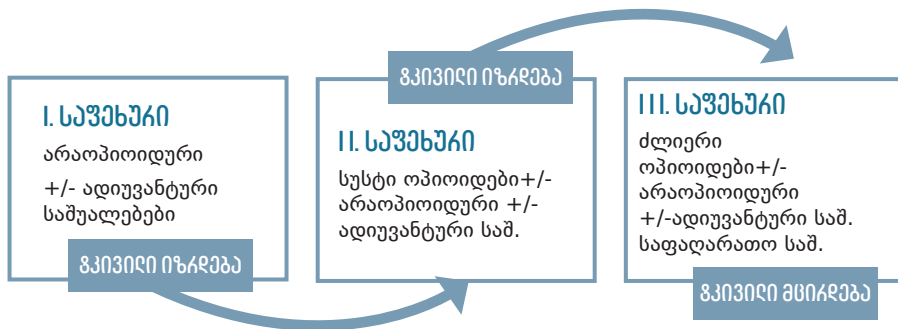 I. საფეხური
არაოპიოიდური
+/- ადიუვანტური
საშუალებები
ტკივილი იზრდება
ტკივილი იზრდება
II. საფეხური
სუსტი ოპიოიდები+/-
არაოპიოიდური +/-
ადიუვანტური საშ.
III. საფეხური
ძლიერი
ოპიოიდები+/-
არაოპიოიდური
+/-ადიუვანტური საშ.
საფაღარათო საშ.
ტკივილი მცირდება